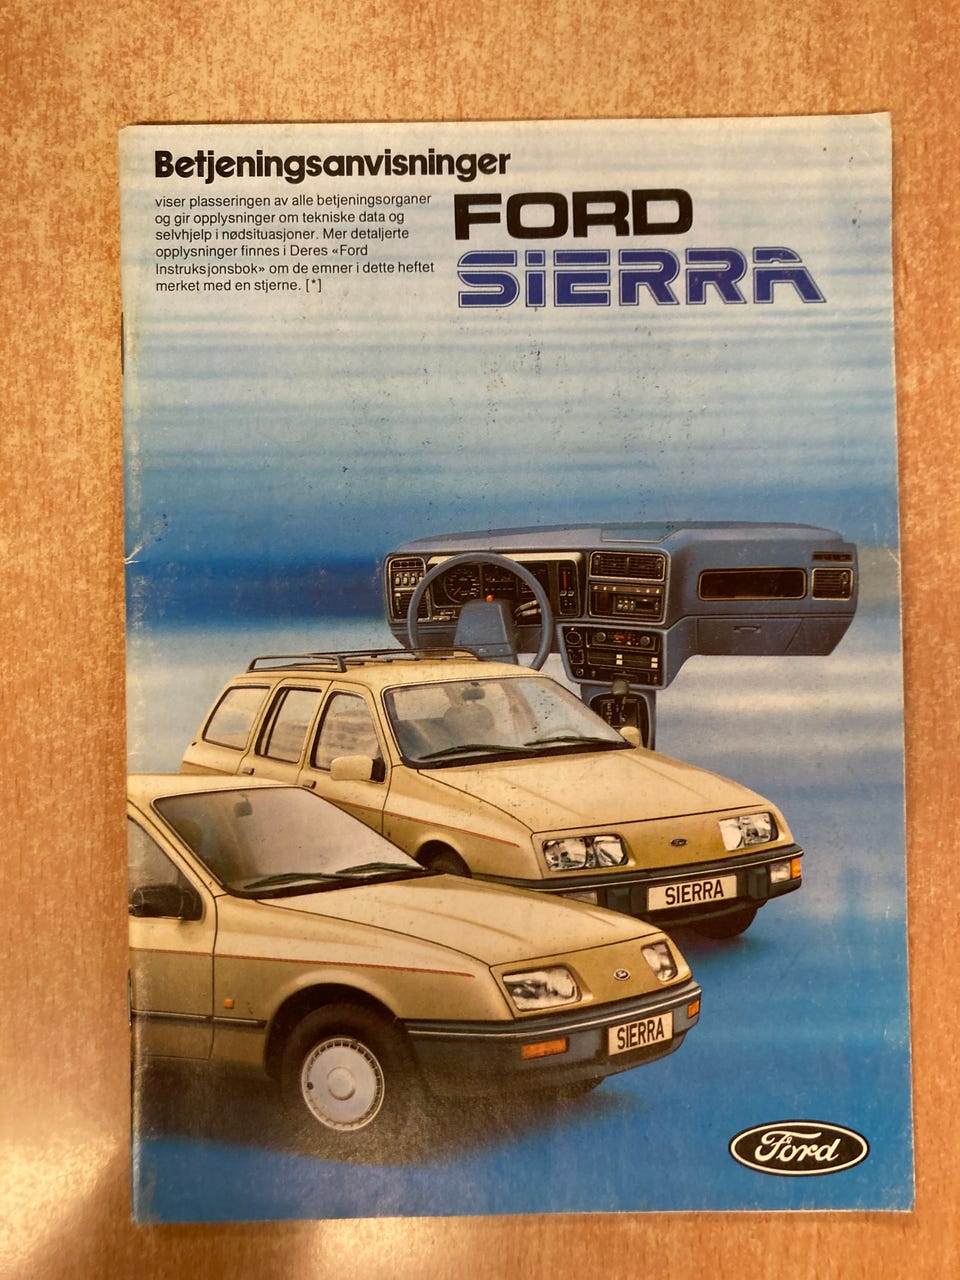 Betjeningsanvisninger
viser plasseringen av alle betjeningsorganer
og gir opplysninger om tekniske data og
selvhjelp i nødsituasjoner. Mer detaljerte
opplysninger finnes i Deres «Ford
Instruksjonsbok» om de emner i dette heftet
merket med en stjerne. [*]
FORD
SIERRA
SIERRA
SIERRA
Ford